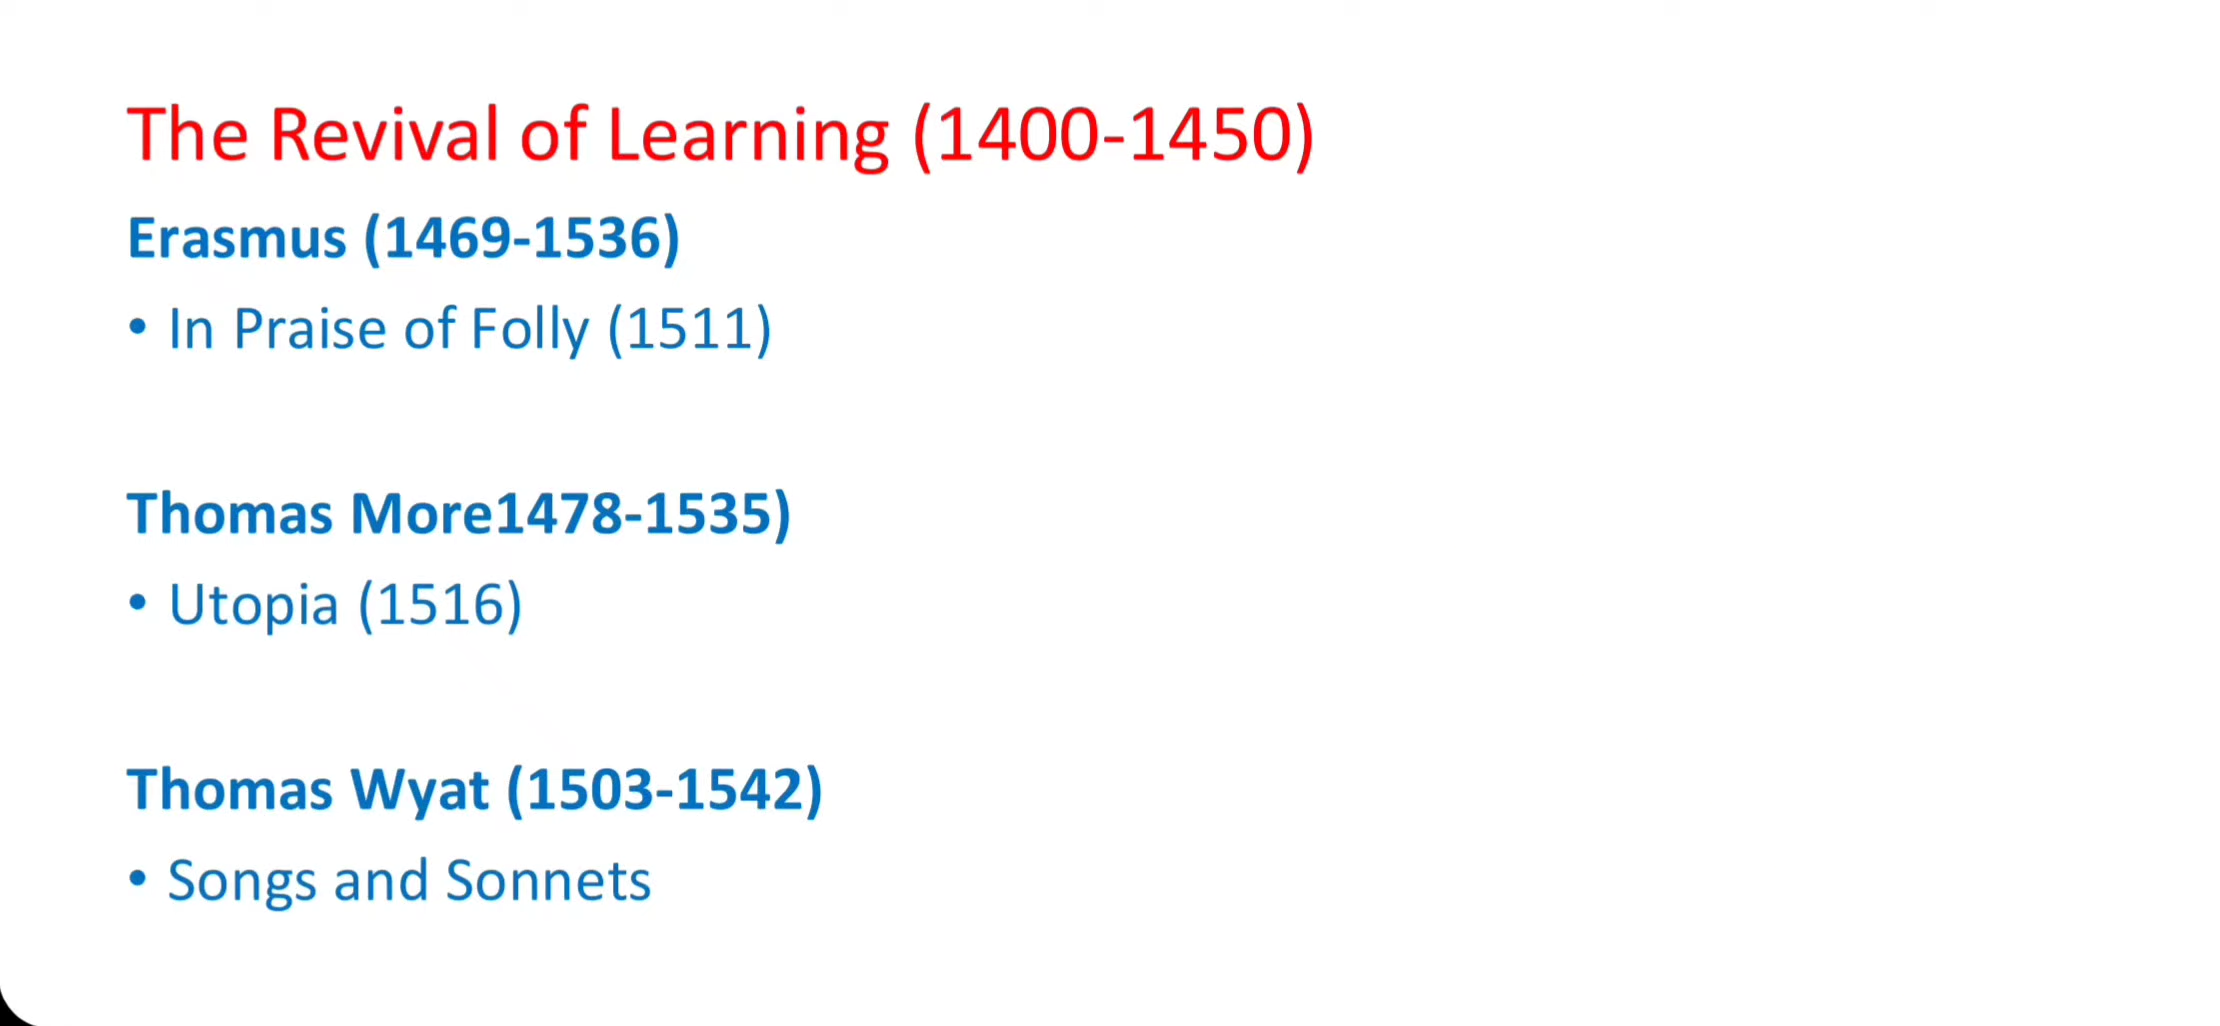 The Revival of Learning (1400-1450)
Erasmus (1469-1536)
• In Praise of Folly (1511)
Thomas More1478-1535)
• Utopia (1516)
Thomas Wyat (1503-1542)
• Songs and Sonnets